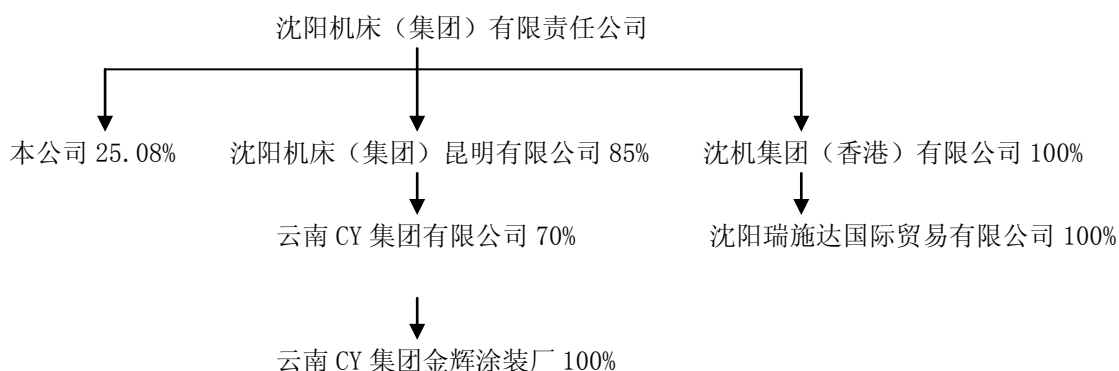 沈阳机床（集团）有限责任公司
本公司 25.08%
沈阳机床（集团）昆明有限公司 85%
沈机集团（香港）有限公司 100%
云南 CY 集团有限公司 70%
沈阳瑞施达国际贸易有限公司 100%
云南 CY 集团金辉涂装厂 100%